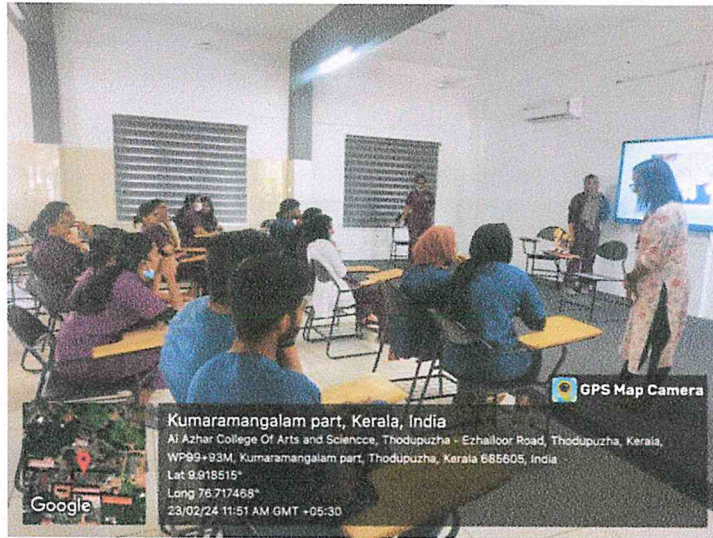 GPS Map Camera
Kumaramangalam part, Kerala, India
Al Azhar College Of Arts and Sciencce, Thodupuzha - Ezhalloor Road, Thodupuzha, Kerala,
WP99+93M, Kumaramangalam part, Thodupuzha, Kerala 685605, India
Lat 9.918515°
Long 76.717468°
23/02/24 11:51 AM GMT +05:30
Google